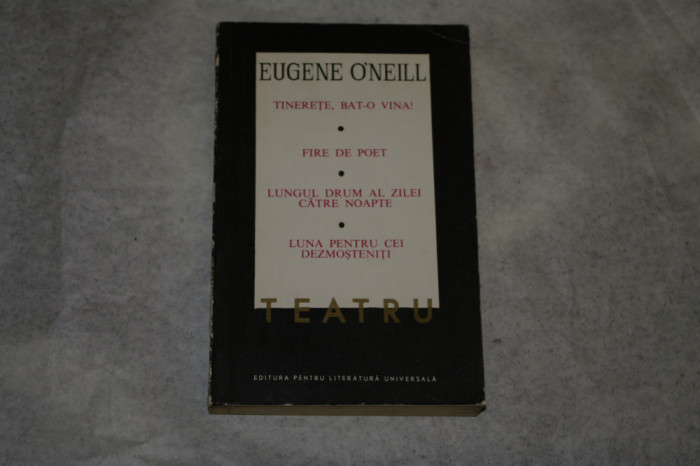 EUGENE O'NEILL
TINEREȚE, BAT-O VINA!
FIRE DE POET
LUNGUL DRUM AL ZILEI
CĂTRE NOAPTE
LUNA PENTRU CEI
DEZMOȘTENIȚI
TEATRU
EDITURA PENTRU LITERATURĂ UNIVERSALĂ